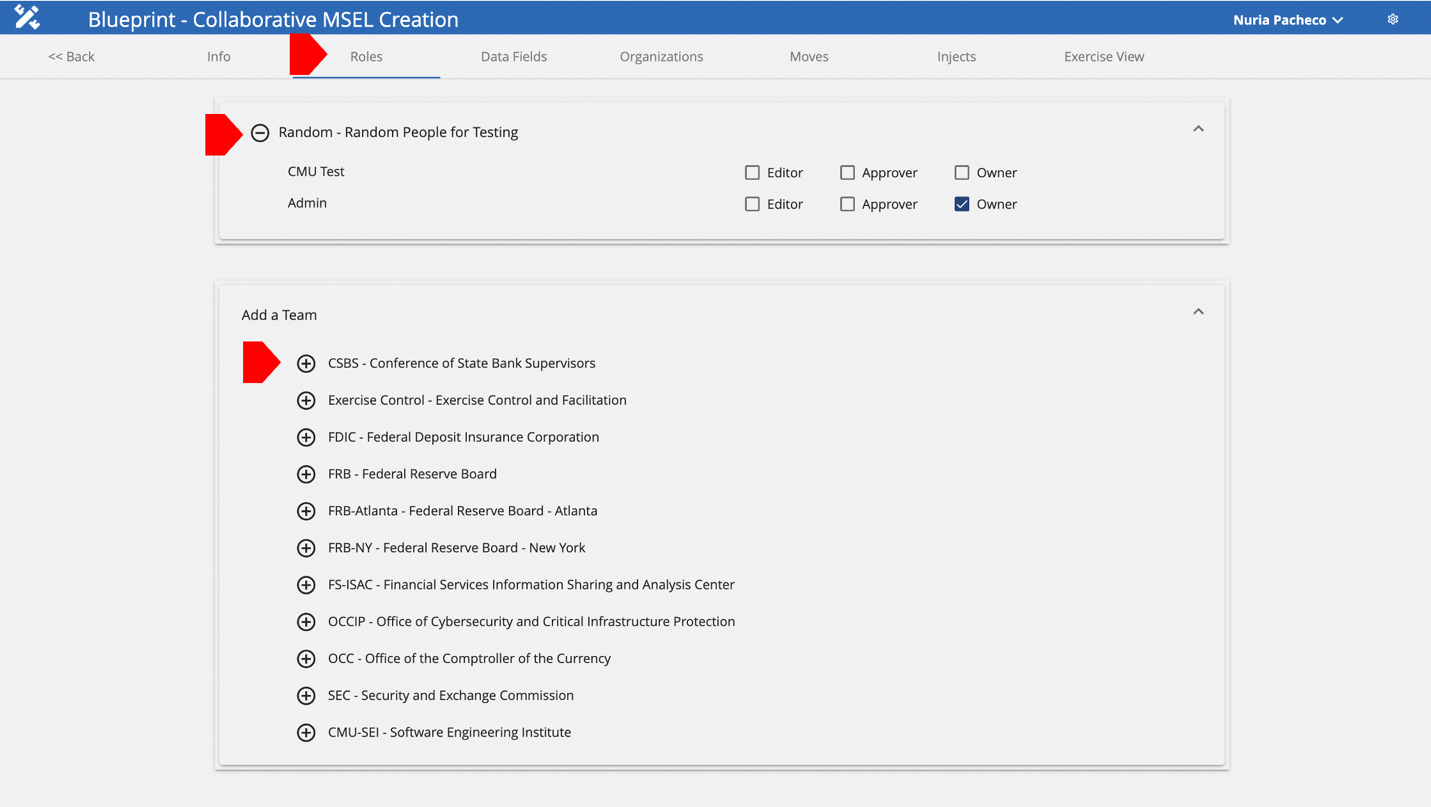 Blueprint - Collaborative MSEL Creation Nuria Pacheco
<< Back Info Roles Data Fields Organizations Moves Injects Exercise View
Random - Random People for Testing
CMU Test Editor Approver Owner
Admin Editor Approver Owner
Add a Team
CSBS - Conference of State Bank Supervisors
Exercise Control - Exercise Control and Facilitation
FDIC - Federal Deposit Insurance Corporation
FRB - Federal Reserve Board
FRB-Atlanta - Federal Reserve Board - Atlanta
FRB-NY - Federal Reserve Board - New York
FS-ISAC - Financial Services Information Sharing and Analysis Center
OCCIP - Office of Cybersecurity and Critical Infrastructure Protection
OCC - Office of the Comptroller of the Currency
SEC - Security and Exchange Commission
CMU-SEI - Software Engineering Institute